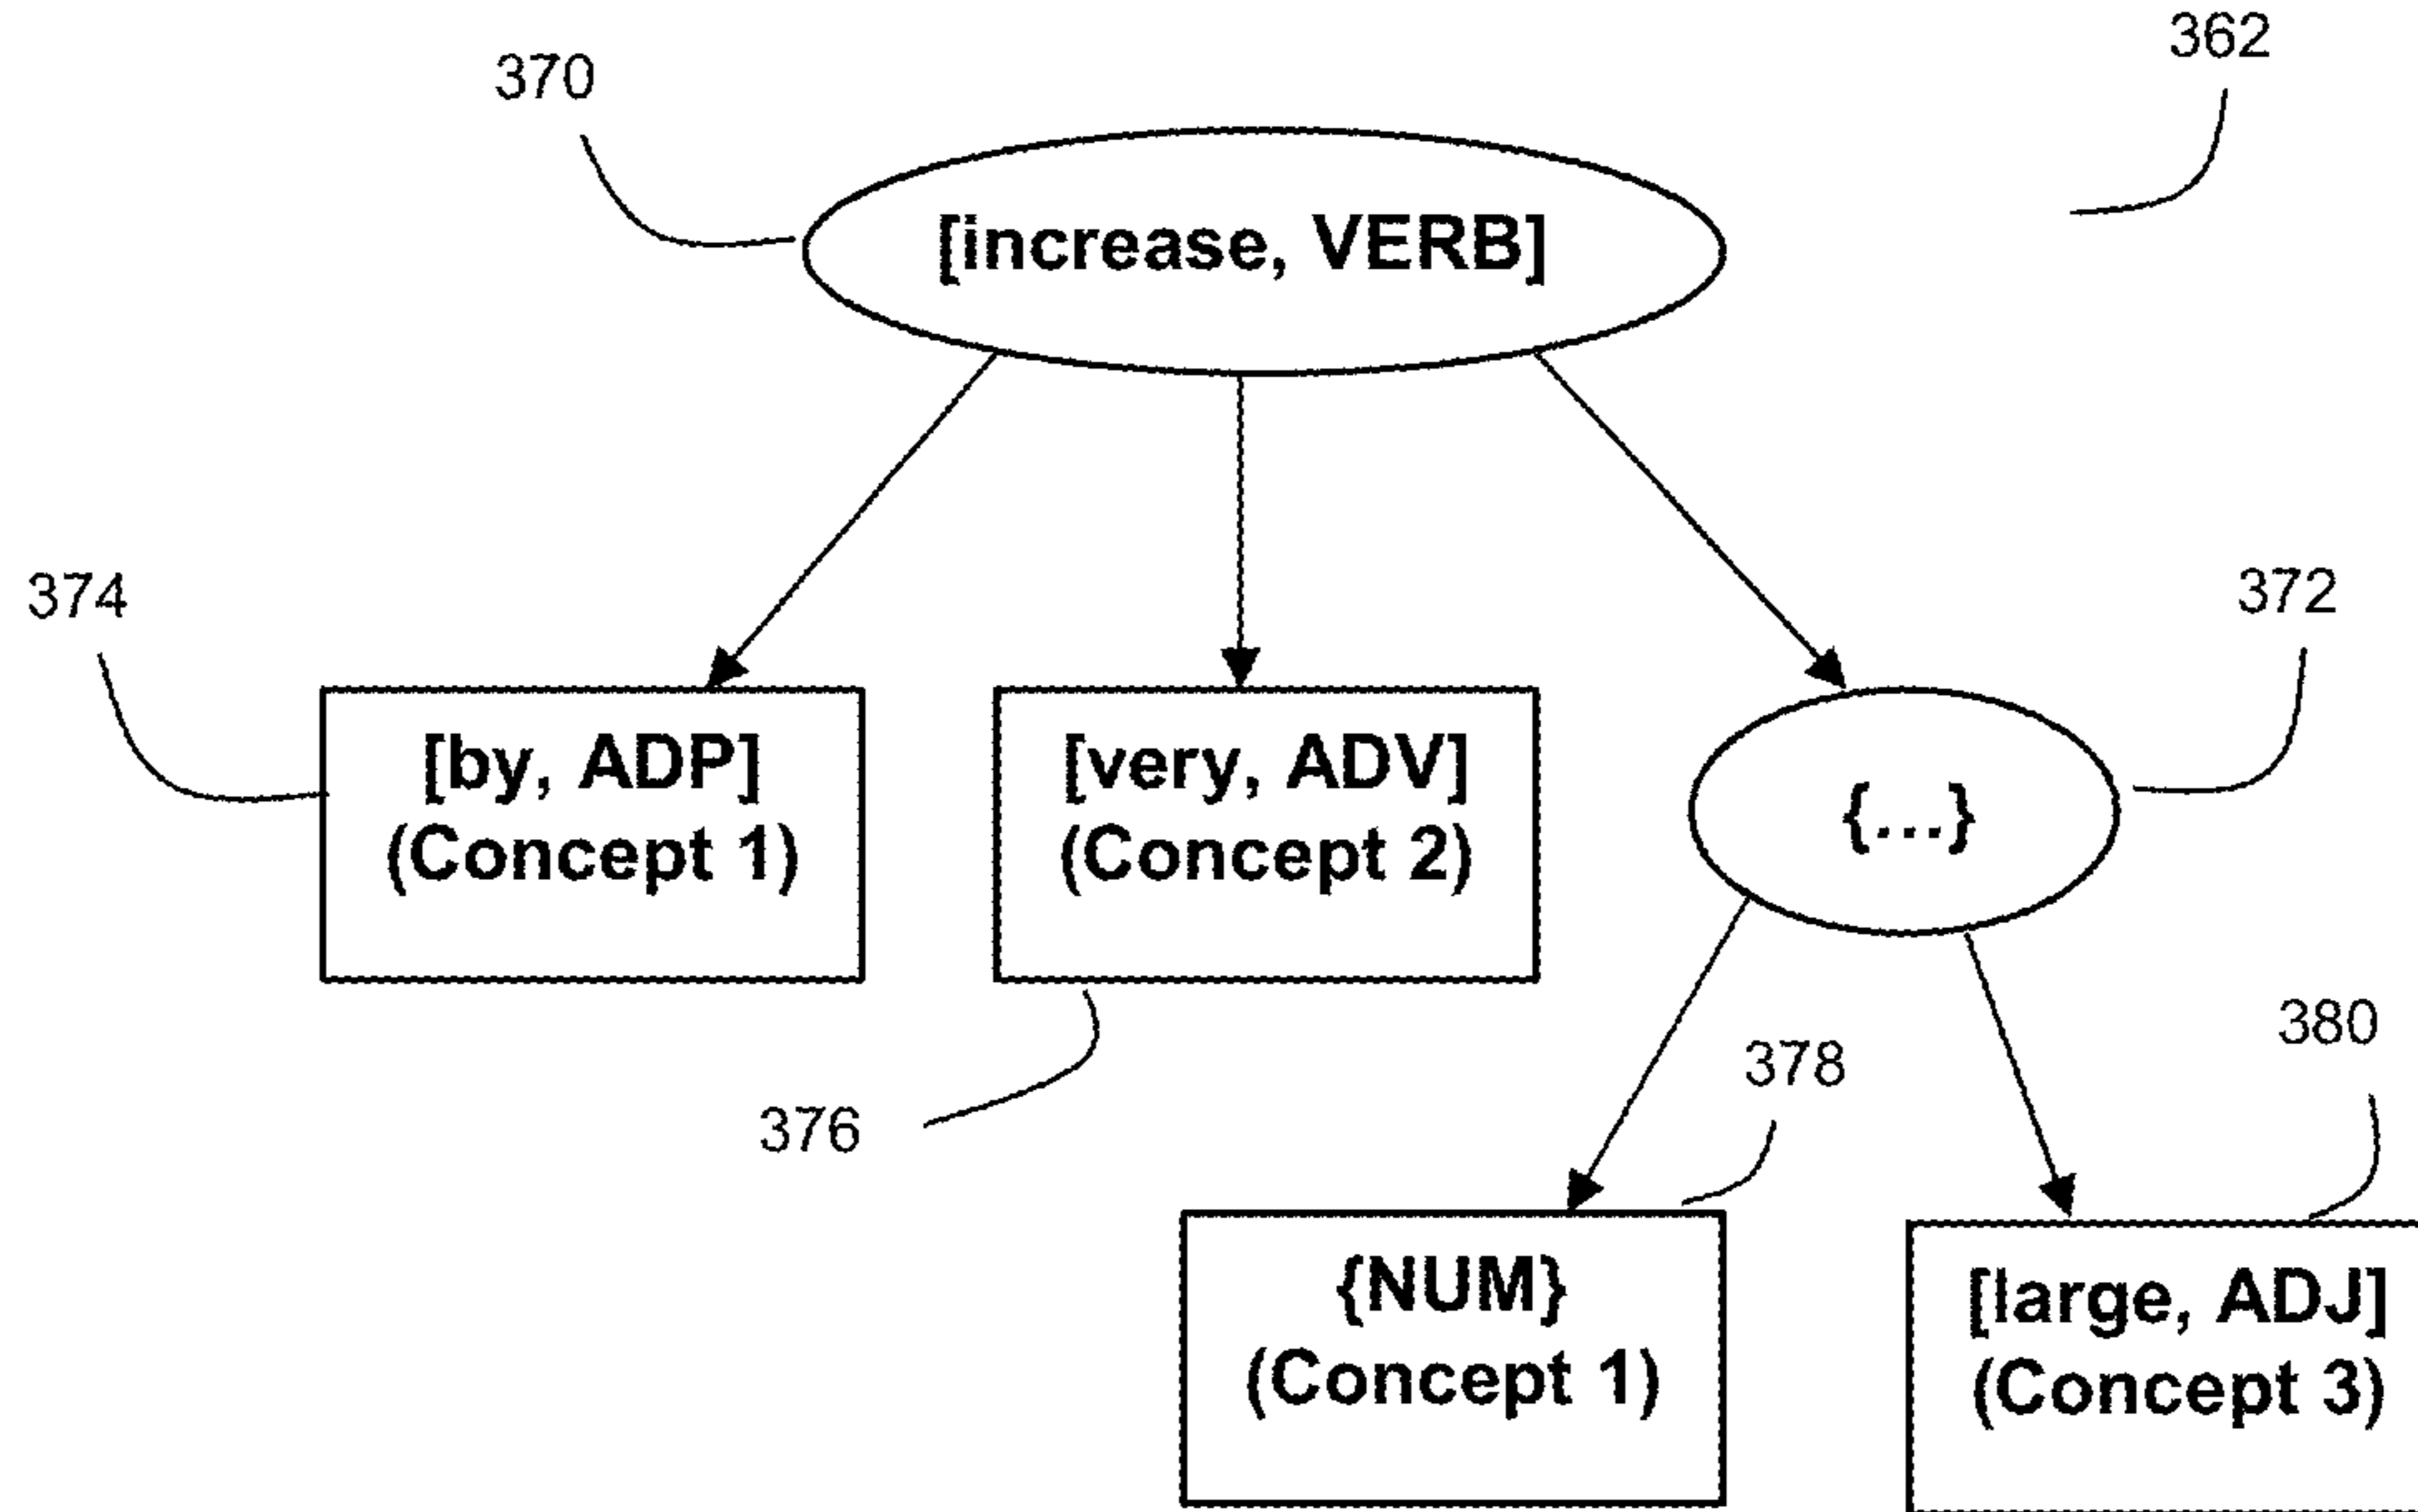 362
370
[increase, VERB]
374
372
[by, ADP]
(Concept 1)
[very, ADV]
(Concept 2)
{...}
376
378
380
{NUM}
(Concept 1)
[large, ADJ]
(Concept 3)